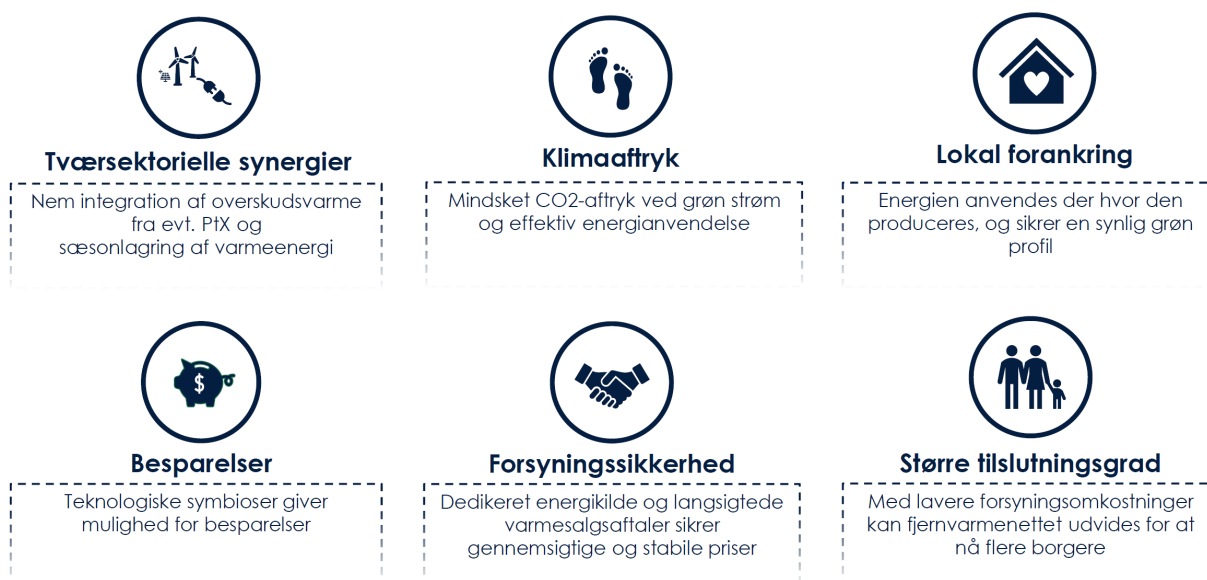 Tværsektorielle synergier
Nem integration af overskudsvarme
fra evt. PtX og
sæsonlagring af varmeenergi
Klimaaftryk
Mindsket CO2-aftryk ved grøn strøm
og effektiv energianvendelse
Lokal forankring
Energien anvendes der hvor den
produceres, og sikrer en synlig grøn
profil
$
Besparelser
Teknologiske symbioser giver
mulighed for besparelser
Forsyningssikkerhed
Dedikeret energikilde og langsigtede
varmesalgsaftaler sikrer
gennemsigtige og stabile priser
Større tilslutningsgrad
Med lavere forsyningsomkostninger
kan fjernvarmenettet udvides for at
nå flere borgere